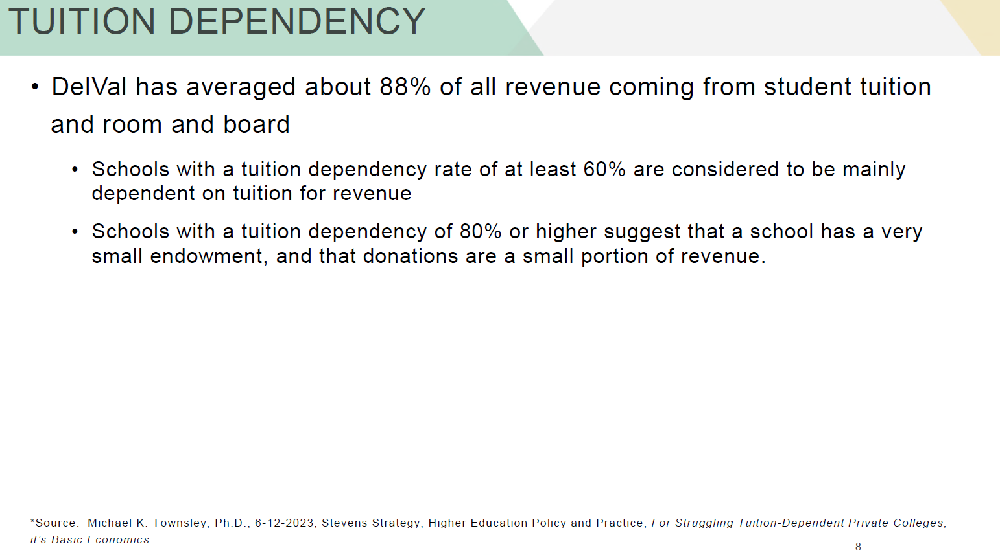 TUITION DEPENDENCY
• DelVal has averaged about 88% of all revenue coming from student tuition
and room and board
• Schools with a tuition dependency rate of at least 60% are considered to be mainly
dependent on tuition for revenue
• Schools with a tuition dependency of 80% or higher suggest that a school has a very
small endowment, and that donations are a small portion of revenue.
*Source:  Michael K. Townsley, Ph.D., 6-12-2023, Stevens Strategy, Higher Education Policy and Practice, For Struggling Tuition-Dependent Private Colleges,
it’s Basic Economics
8